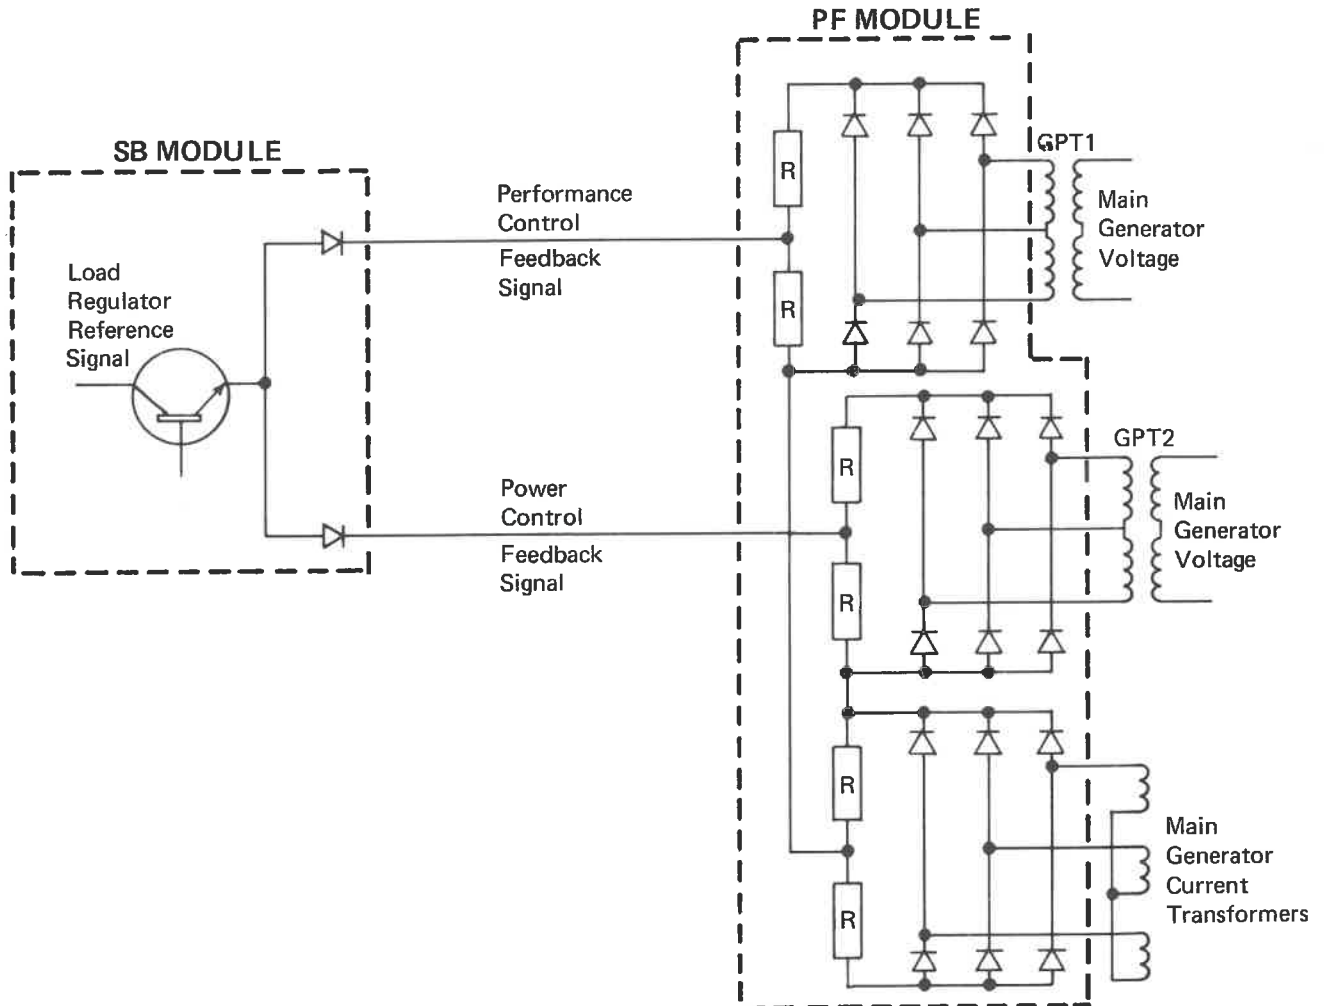 PF MODULE
SB MODULE
GPT1
Main
Generator
Voltage
R
R
Performance
Control
Feedback
Signal
Load
Regulator
Reference
Signal
GPT2
Main
Generator
Voltage
R
R
Power
Control
Feedback
Signal
R
R
Main
Generator
Current
Transformers